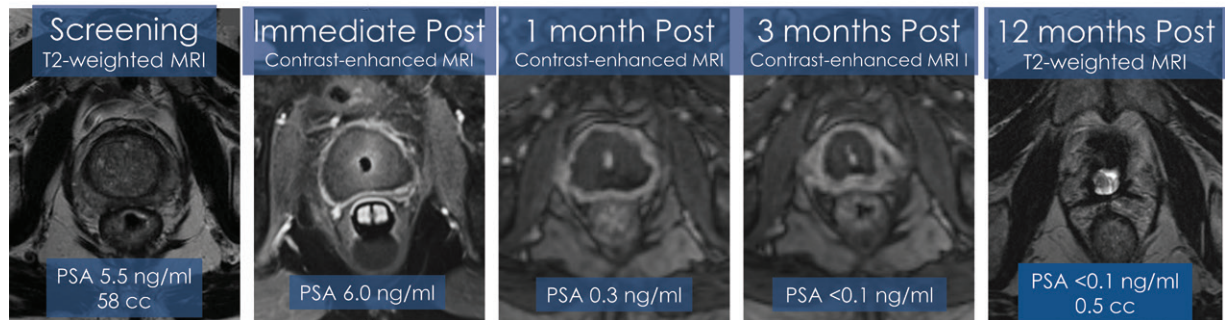 Screening
T2-weighted MRI
PSA 5.5 ng/ml
58 cc
Immediate Post
Contrast-enhanced MRI
PSA 6.0 ng/ml
1 month Post
Contrast-enhanced MRI
PSA 0.3 ng/ml
3 months Post
Contrast-enhanced MRI l
PSA <0.1 ng/ml
12 months Post
T2-weighted MRI
PSA <0.1 ng/ml
0.5 cc